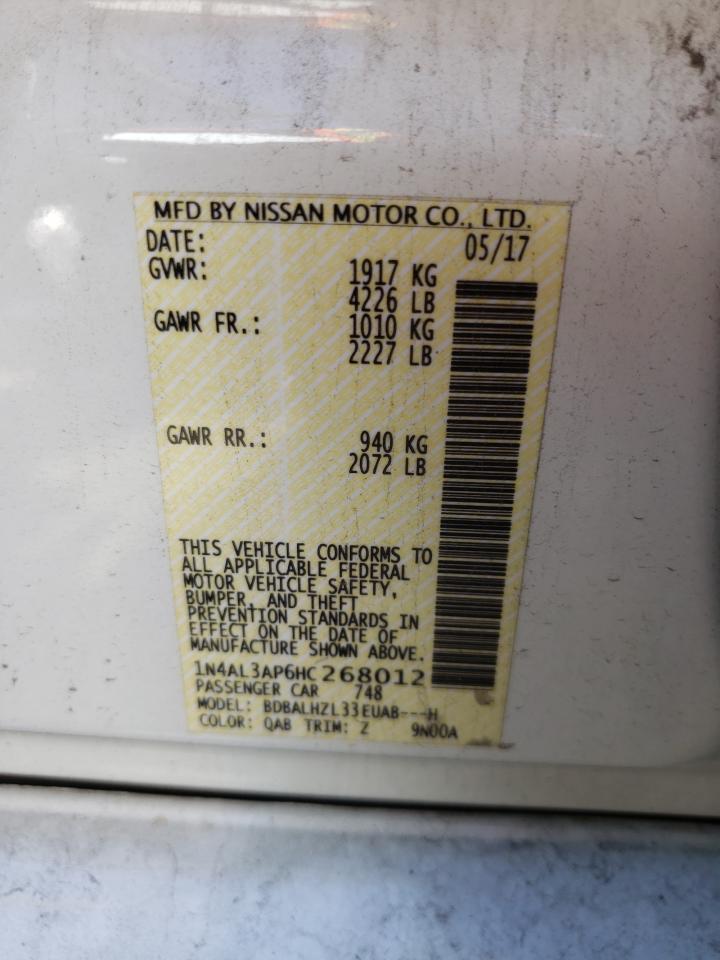 MFD BY NISSAN MOTOR CO., LTD.
DATE: 05/17
GVWR: 1917 KG
4226 LB
GAWR FR.: 1010 KG
2227 LB
GAWR RR.: 940 KG
2072 LB
THIS VEHICLE CONFORMS TO
ALL APPLICABLE FEDERAL
MOTOR VEHICLE SAFETY,
BUMPER, AND THEFT
PREVENTION STANDARDS IN
EFFECT ON THE DATE OF
MANUFACTURE SHOWN ABOVE.
1N4AL3AP6HC268012
PASSENGER CAR 748
MODEL: BDBALHZL33EUAB---H
COLOR: QAB TRIM: Z 9N00A